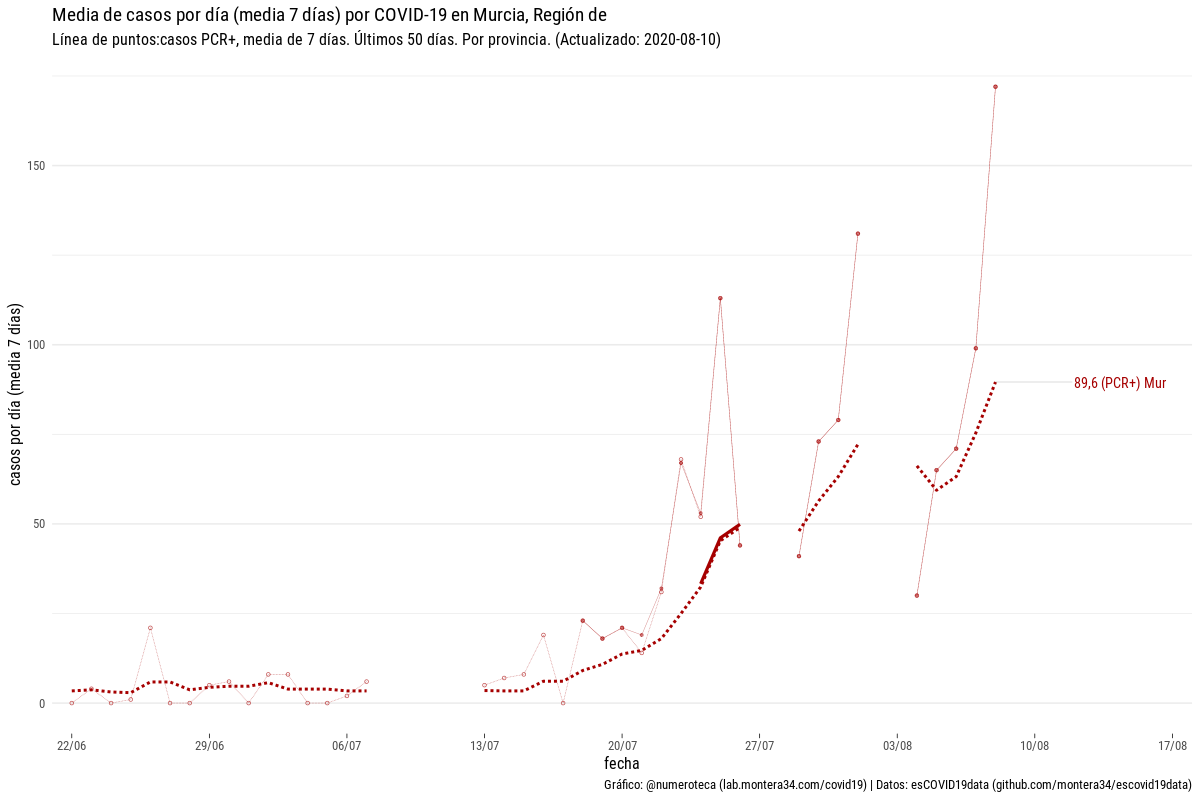 Media de casos por día (media 7 días) por COVID-19 en Murcia, Región de
Línea de puntos:casos PCR+, media de 7 días. Últimos 50 días. Por provincia. (Actualizado: 2020-08-10)
casos por día (media 7 días)
150
100
50
0
89,6 (PCR+) Mur
22/06
29/06
06/07
13/07
20/07
27/07
03/08
10/08
17/08
fecha
Gráfico: @numeroteca (lab.montera34.com/covid19) | Datos: esCOVID19data (github.com/montera34/escovid19data)